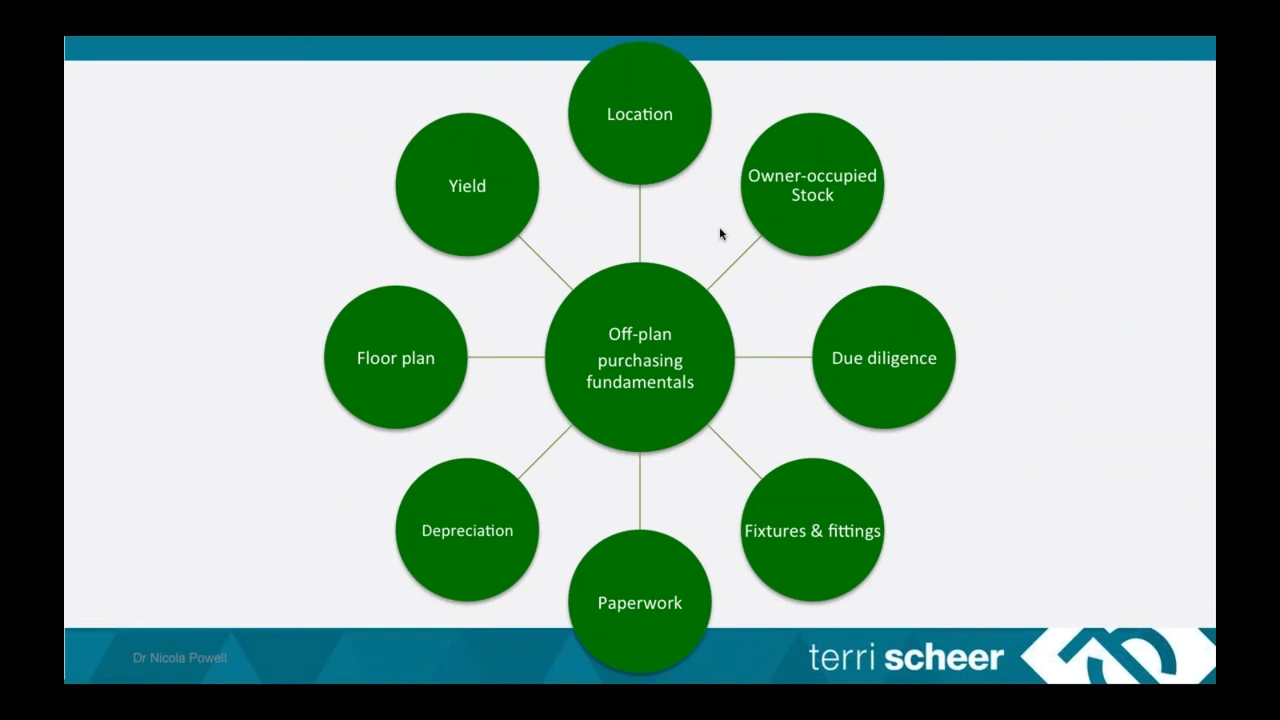 Location
Yield
Owner-occupied
Stock
Off-plan
purchasing
fundamentals
Floor plan
Due diligence
Depreciation
Fixtures & fittings
Paperwork
Dr Nicola Powell
terri scheer